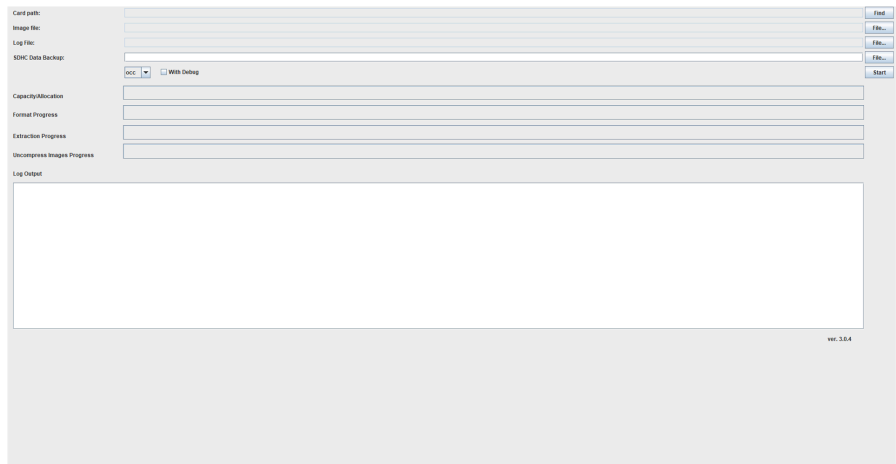 Card path: Find
Image file: File...
Log File: File...
SDHC Data Backup: File...
occ With Debug Start
Capacity/Allocation
Format Progress
Extraction Progress
Uncompress Images Progress
Log Output
ver. 3.0.4